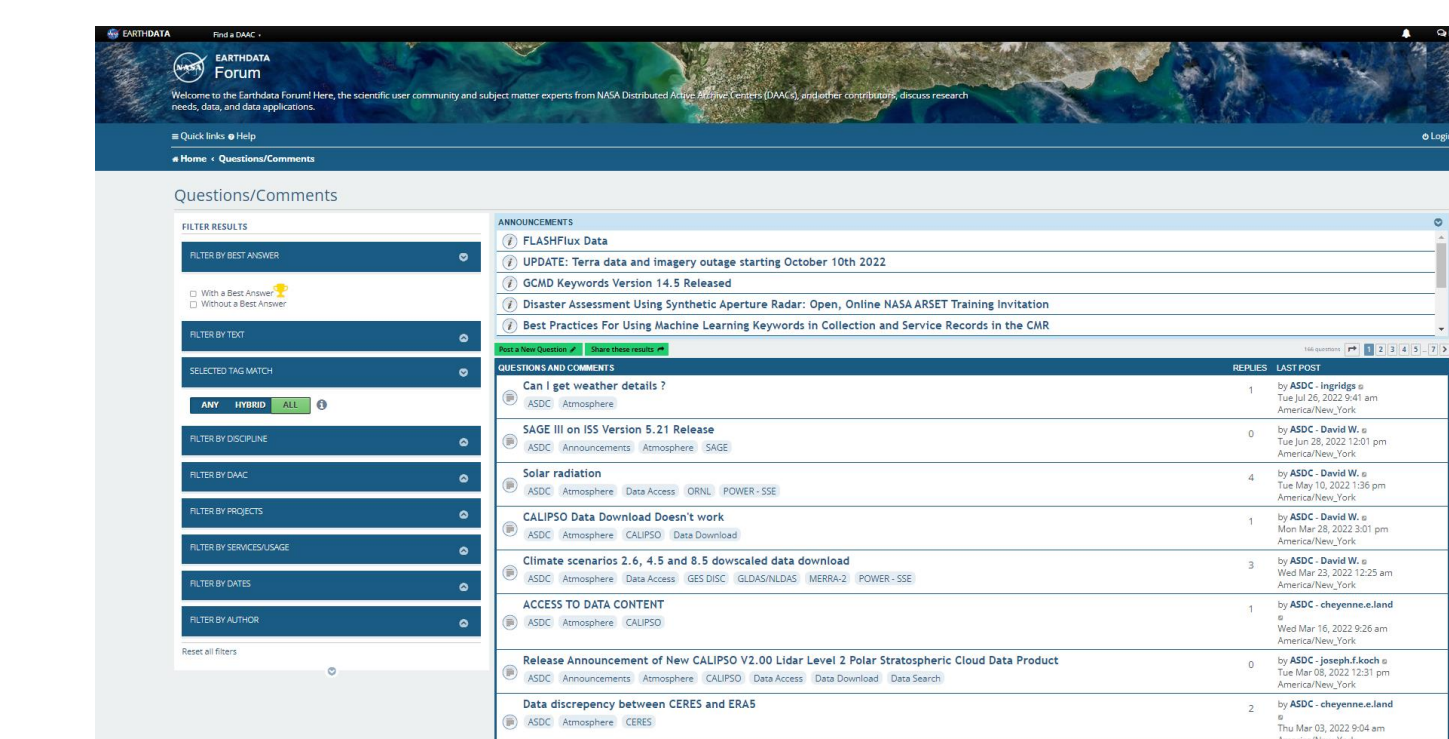 EARTHDATA Find a DAAC
EARTHDATA
Forum
Welcome to the Earthdata Forum! Here, the scientific user community and subject matter experts from NASA Distributed Active Archive Centers (DAACs), and other contributors, discuss research
needs, data, and data applications.
Quick links Help
Login
Home ‹ Questions/Comments
Questions/Comments
FILTER RESULTS
FILTER BY BEST ANSWER
With a Best Answer
Without a Best Answer
FILTER BY TEXT
SELECTED TAG MATCH
ANY HYBRID ALL
FILTER BY DISCIPLINE
FILTER BY DAAC
FILTER BY PROJECTS
FILTER BY SERVICES/USAGE
FILTER BY DATES
FILTER BY AUTHOR
Reset all filters
ANNOUNCEMENTS
FLASHFlux Data
UPDATE: Terra data and imagery outage starting October 10th 2022
GCMD Keywords Version 14.5 Released
Disaster Assessment Using Synthetic Aperture Radar: Open, Online NASA ARSET Training Invitation
Best Practices For Using Machine Learning Keywords in Collection and Service Records in the CMR
Post a New Question Share these results 166 questions 1 2 3 4 5 .. 7
QUESTIONS AND COMMENTS REPLIES LAST POST
Can I get weather details ?
ASDC Atmosphere
1
by ASDC - ingridgs
Tue Jul 26, 2022 9:41 am
America/New_York
SAGE III on ISS Version 5.21 Release
ASDC Announcements Atmosphere SAGE
0
by ASDC - David W.
Tue Jun 28, 2022 12:01 pm
America/New_York
Solar radiation
ASDC Atmosphere Data Access ORNL POWER - SSE
4
by ASDC - David W.
Tue May 10, 2022 1:36 pm
America/New_York
CALIPSO Data Download Doesn't work
ASDC Atmosphere CALIPSO Data Download
1
by ASDC - David W.
Mon Mar 28, 2022 3:01 pm
America/New_York
Climate scenarios 2.6, 4.5 and 8.5 dowscaled data download
ASDC Atmosphere Data Access GES DISC GLDAS/NLDAS MERRA-2 POWER - SSE
3
by ASDC - David W.
Wed Mar 23, 2022 12:25 am
America/New_York
ACCESS TO DATA CONTENT
ASDC Atmosphere CALIPSO
1
by ASDC - cheyenne.e.land
Wed Mar 16, 2022 9:26 am
America/New_York
Release Announcement of New CALIPSO V2.00 Lidar Level 2 Polar Stratospheric Cloud Data Product
ASDC Announcements Atmosphere CALIPSO Data Access Data Download Data Search
0
by ASDC - joseph.f.koch
Tue Mar 08, 2022 12:31 pm
America/New_York
Data discrepency between CERES and ERA5
ASDC Atmosphere CERES
2
by ASDC - cheyenne.e.land
Thu Mar 03, 2022 9:04 am